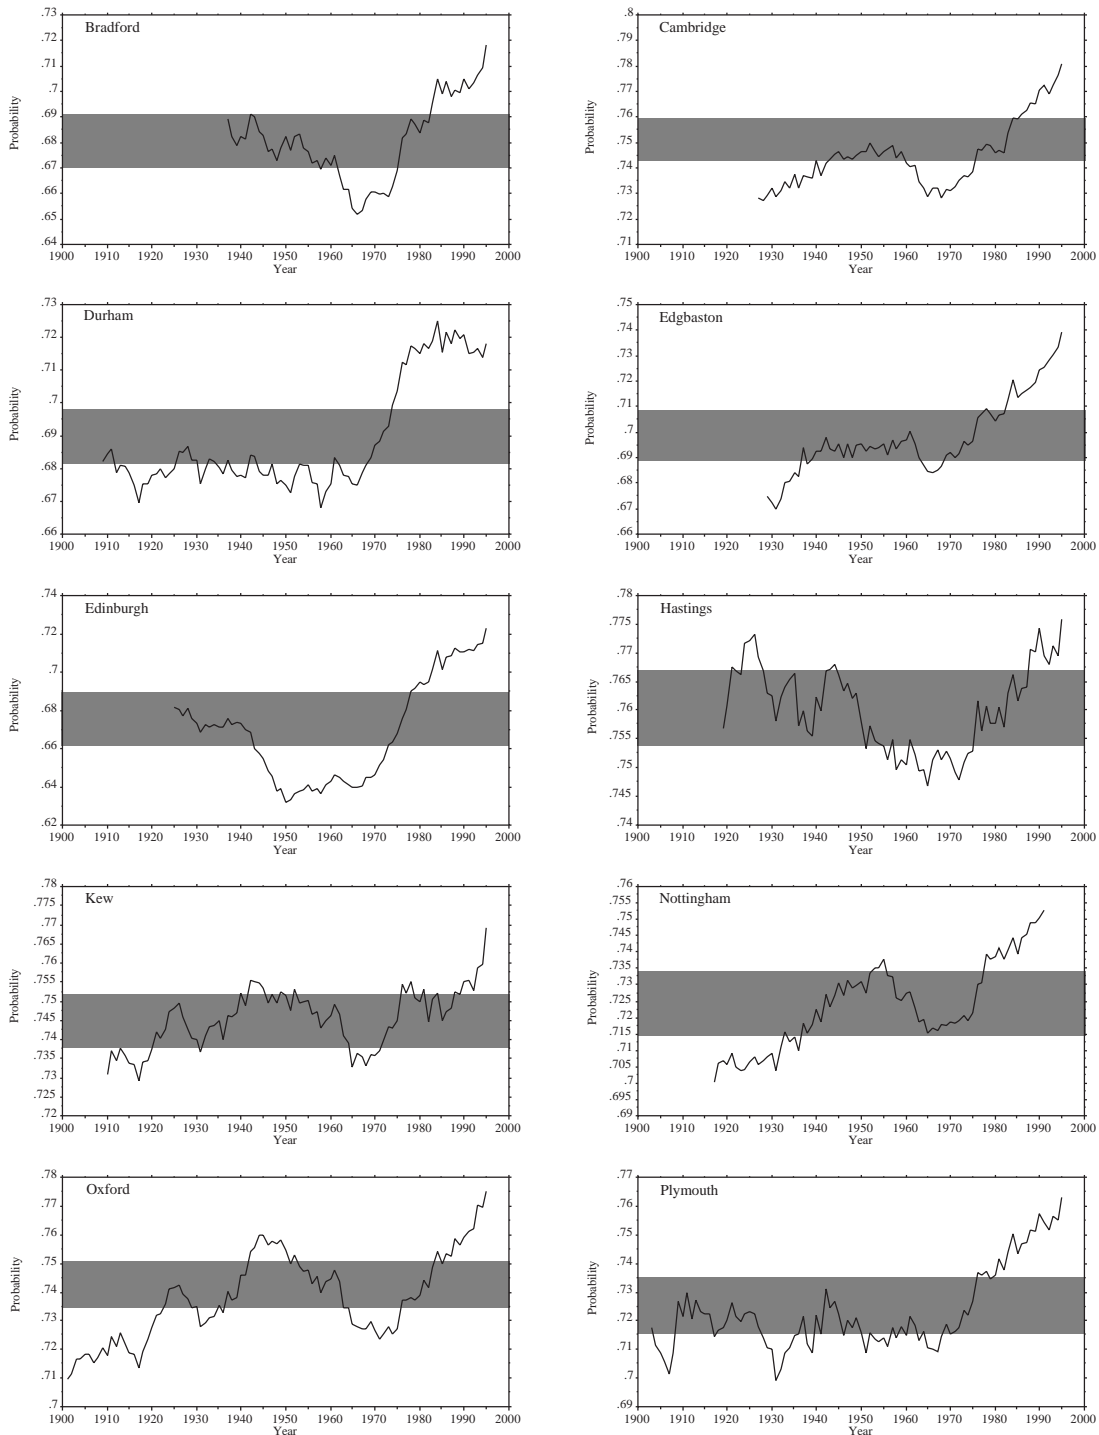 .73
Bradford
.72
.71
.7
.69
.68
.67
.66
.65
.64
Probability
1900 1910 1920 1930 1940 1950 1960 1970 1980 1990 2000
Year
.8
Cambridge
.79
.78
.77
.76
.75
.74
.73
.72
.71
Probability
1900 1910 1920 1930 1940 1950 1960 1970 1980 1990 2000
Year
.73
Durham
.72
.71
.7
.69
.68
.67
.66
Probability
1900 1910 1920 1930 1940 1950 1960 1970 1980 1990 2000
Year
.75
Edgbaston
.74
.73
.72
.71
.7
.69
.68
.67
.66
Probability
1900 1910 1920 1930 1940 1950 1960 1970 1980 1990 2000
Year
.74
Edinburgh
.72
.7
.68
.66
.64
.62
Probability
1900 1910 1920 1930 1940 1950 1960 1970 1980 1990 2000
Year
.78
Hastings
.775
.77
.765
.76
.755
.75
.745
.74
Probability
1900 1910 1920 1930 1940 1950 1960 1970 1980 1990 2000
Year
.78
Kew
.77
.765
.76
.755
.75
.745
.74
.735
.73
.725
.72
Probability
1900 1910 1920 1930 1940 1950 1960 1970 1980 1990 2000
Year
.76
Nottingham
.755
.75
.745
.74
.735
.73
.725
.72
.715
.71
.705
.7
.695
.69
Probability
1900 1910 1920 1930 1940 1950 1960 1970 1980 1990 2000
Year
.78
Oxford
.77
.76
.75
.74
.73
.72
.71
.7
Probability
1900 1910 1920 1930 1940 1950 1960 1970 1980 1990 2000
Year
.77
Plymouth
.76
.75
.74
.73
.72
.71
.7
.69
Probability
1900 1910 1920 1930 1940 1950 1960 1970 1980 1990 2000
Year